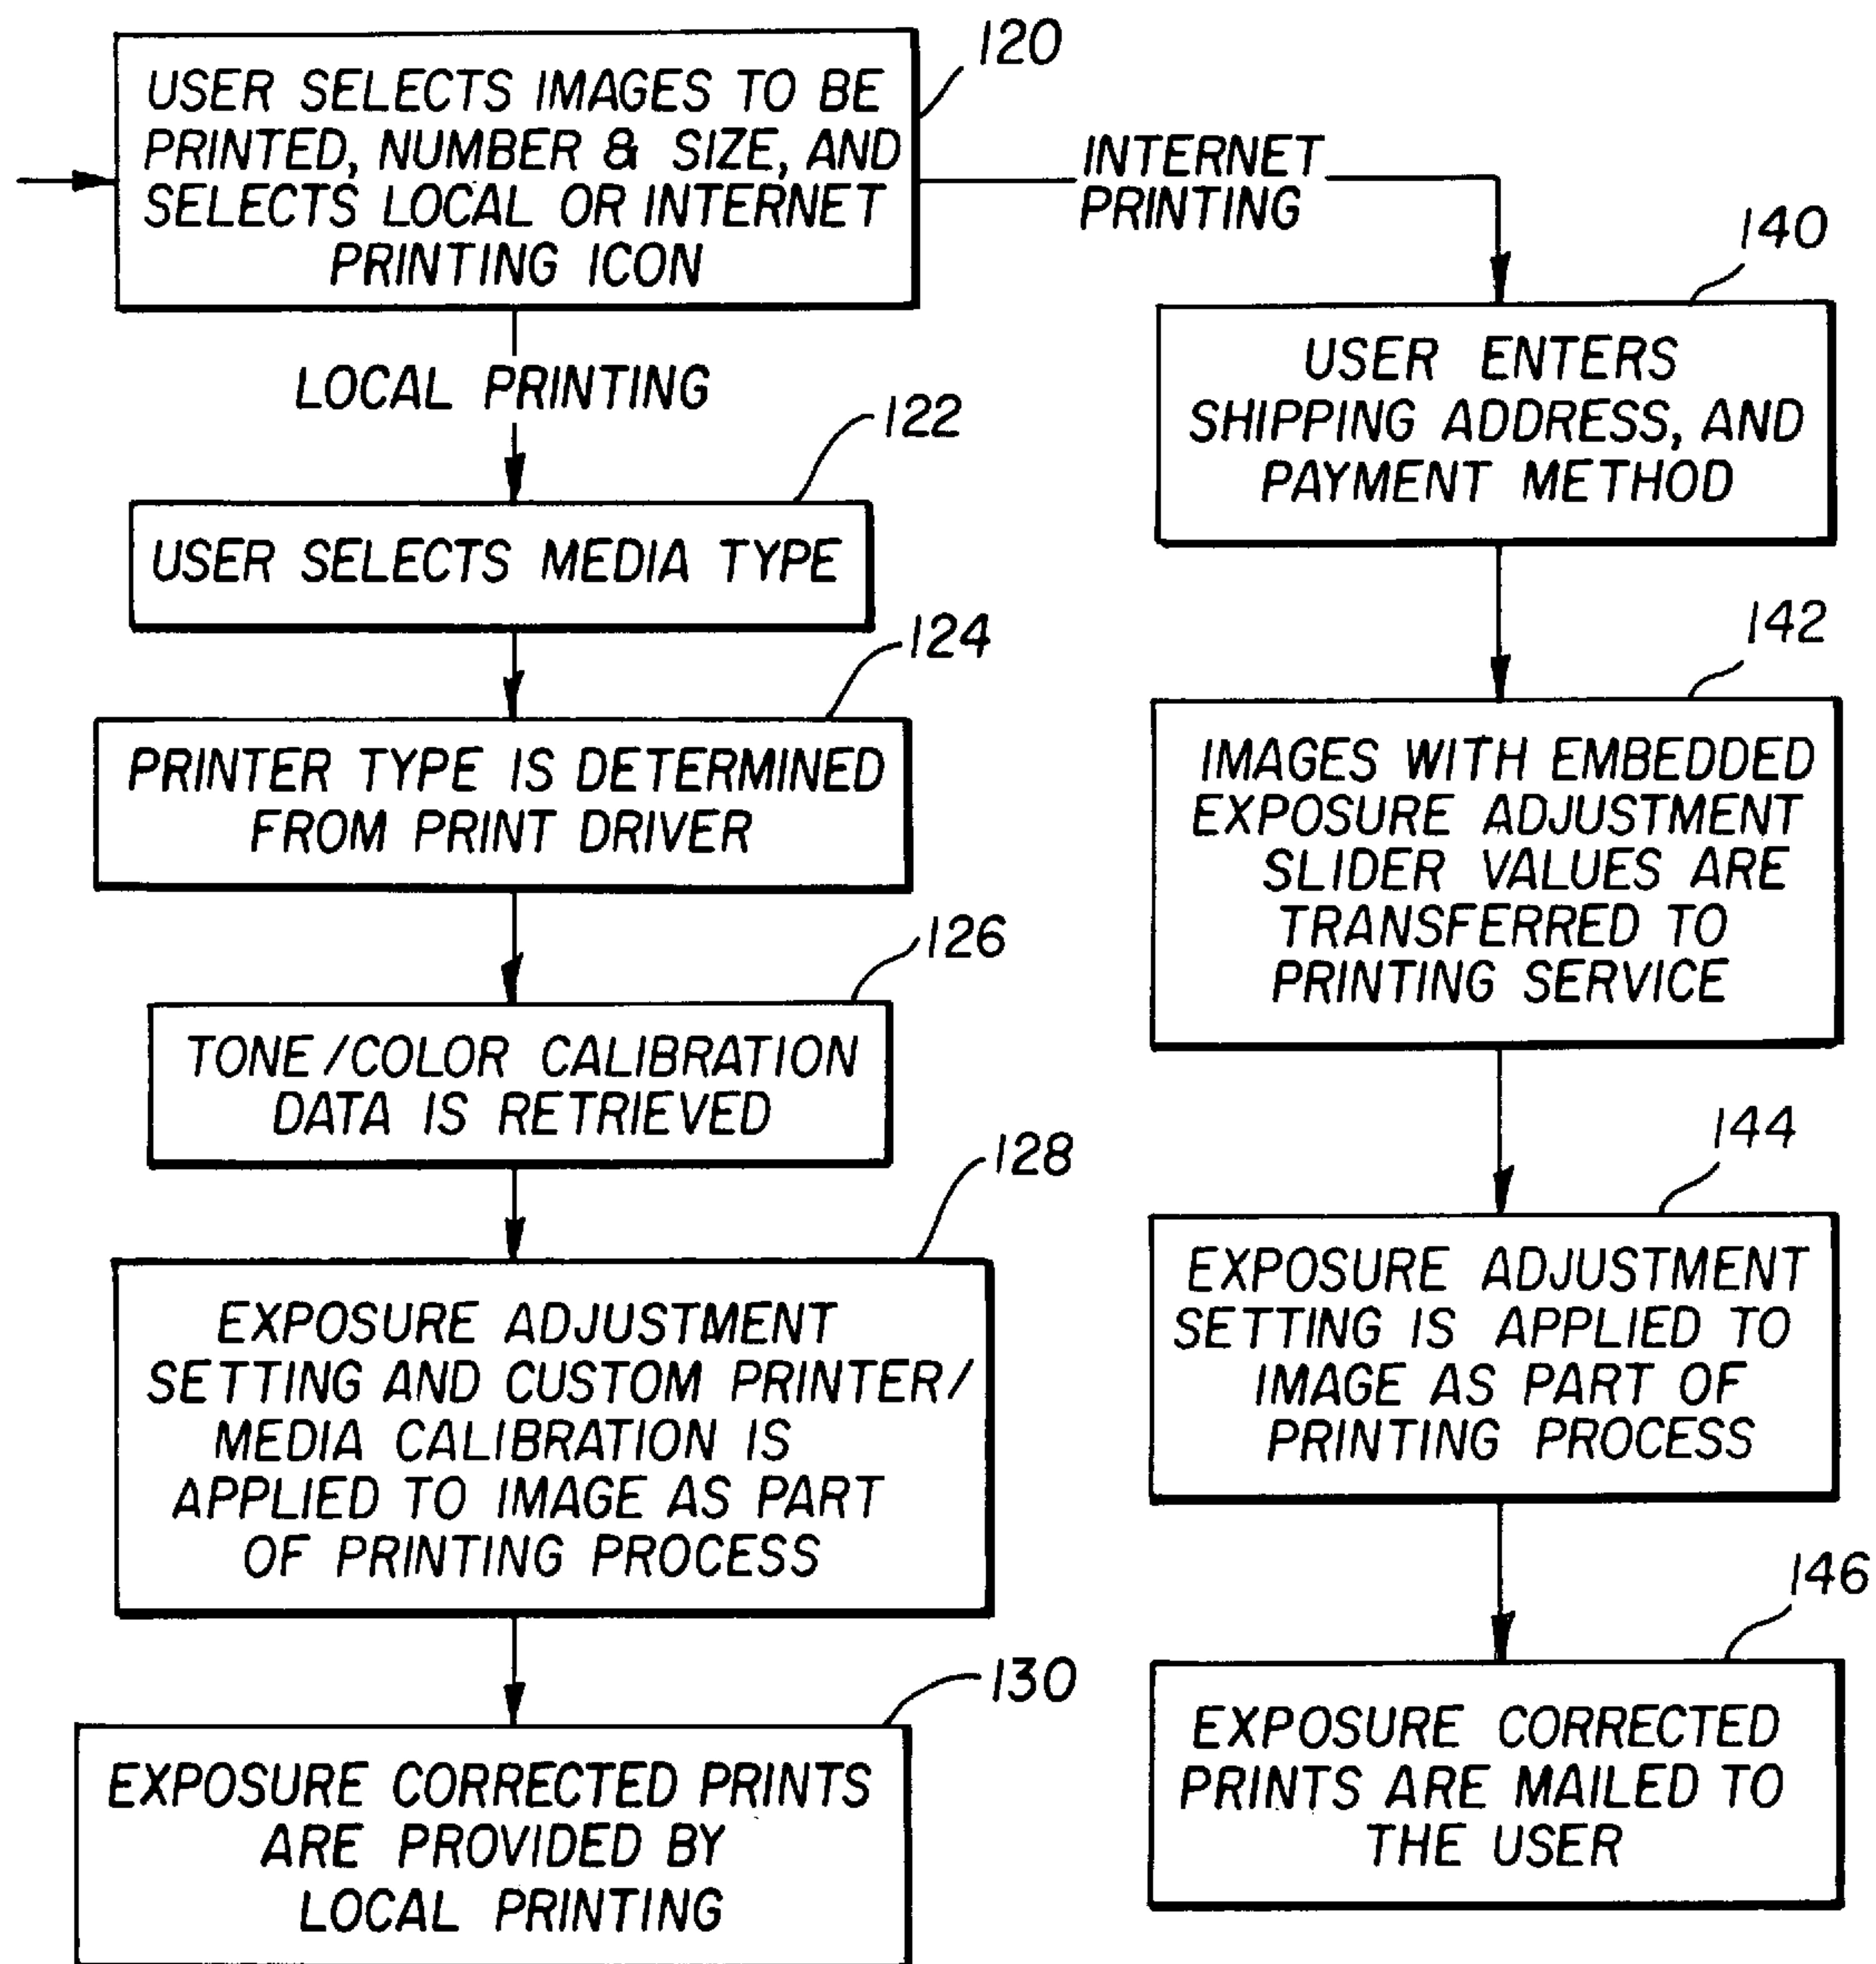 120
USER SELECTS IMAGES TO BE
PRINTED, NUMBER & SIZE, AND
SELECTS LOCAL OR INTERNET
PRINTING ICON
INTERNET
PRINTING
LOCAL PRINTING
122
USER SELECTS MEDIA TYPE
124
PRINTER TYPE IS DETERMINED
FROM PRINT DRIVER
126
TONE/COLOR CALIBRATION
DATA IS RETRIEVED
128
EXPOSURE ADJUSTMENT
SETTING AND CUSTOM PRINTER/
MEDIA CALIBRATION IS
APPLIED TO IMAGE AS PART
OF PRINTING PROCESS
130
EXPOSURE CORRECTED PRINTS
ARE PROVIDED BY
LOCAL PRINTING
140
USER ENTERS
SHIPPING ADDRESS, AND
PAYMENT METHOD
142
IMAGES WITH EMBEDDED
EXPOSURE ADJUSTMENT
SLIDER VALUES ARE
TRANSFERRED TO
PRINTING SERVICE
144
EXPOSURE ADJUSTMENT
SETTING IS APPLIED TO
IMAGE AS PART OF
PRINTING PROCESS
146
EXPOSURE CORRECTED
PRINTS ARE MAILED TO
THE USER